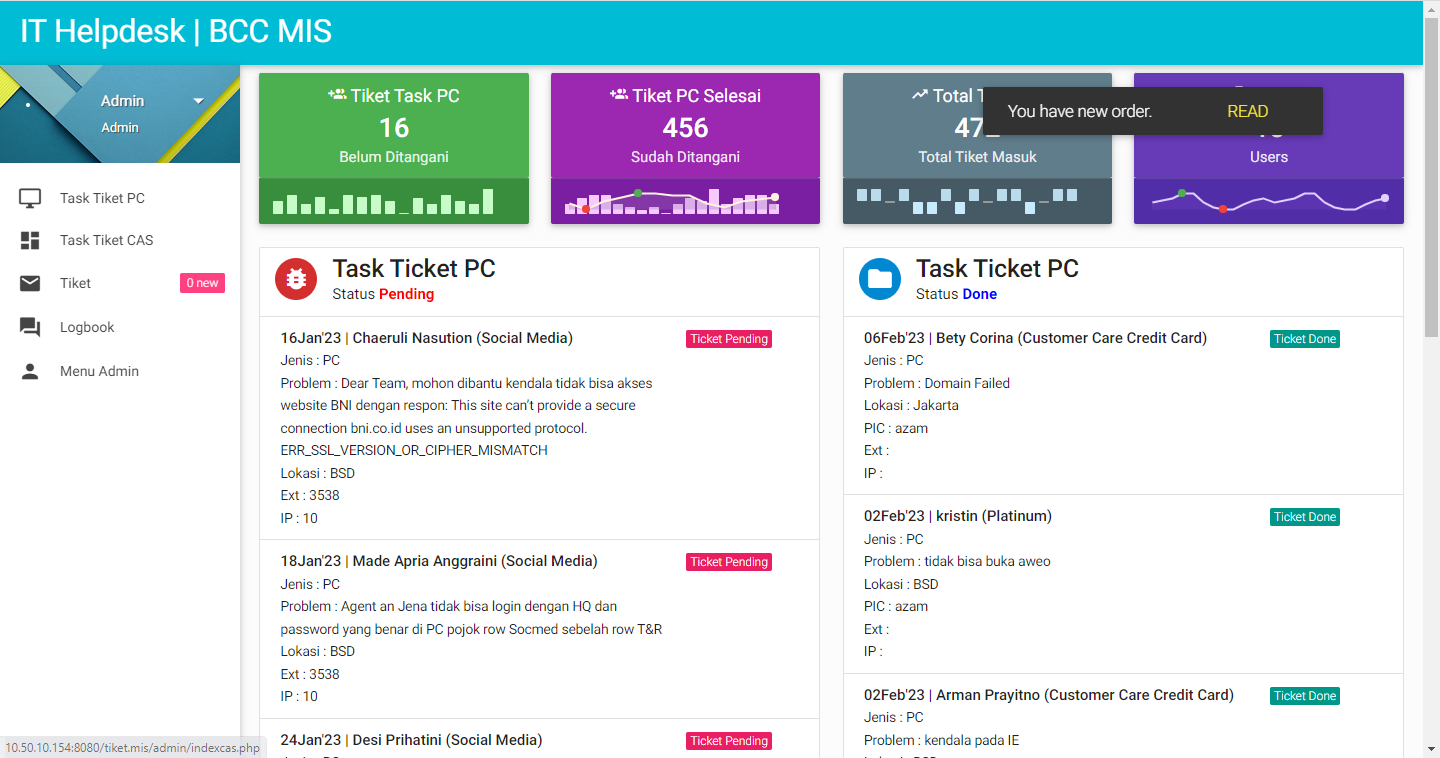 IT Helpdesk | BCC MIS
Admin
Admin
Task Tiket PC
Task Tiket CAS
Tiket
0 new
Logbook
Menu Admin
Tiket Task PC
16
Belum Ditangani
Tiket PC Selesai
456
Sudah Ditangani
Total
Total Tiket Masuk
Users
You have new order.
READ
Task Ticket PC
Status Pending
16Jan'23 | Chaeruli Nasution (Social Media)
Ticket Pending
Jenis : PC
Problem : Dear Team, mohon dibantu kendala tidak bisa akses
website BNI dengan respon: This site can't provide a secure
connection bni.co.id uses an unsupported protocol.
ERR_SSL_VERSION_OR_CIPHER_MISMATCH
Lokasi : BSD
Ext : 3538
IP : 10
18Jan'23 | Made Apria Anggraini (Social Media)
Ticket Pending
Jenis : PC
Problem : Agent an Jena tidak bisa login dengan HQ dan
password yang benar di PC pojok row Socmed sebelah row T&R
Lokasi : BSD
Ext : 3538
IP : 10
24Jan'23 | Desi Prihatini (Social Media)
Ticket Pending
Task Ticket PC
Status Done
06Feb'23 | Bety Corina (Customer Care Credit Card)
Ticket Done
Jenis : PC
Problem : Domain Failed
Lokasi : Jakarta
PIC : azam
Ext :
IP :
02Feb'23 | kristin (Platinum)
Ticket Done
Jenis : PC
Problem : tidak bisa buka aweo
Lokasi : BSD
PIC : azam
Ext :
IP :
02Feb'23 | Arman Prayitno (Customer Care Credit Card)
Ticket Done
Jenis : PC
Problem : kendala pada IE
10.50.10.154:8080/tiket.mis/admin/indexcas.php